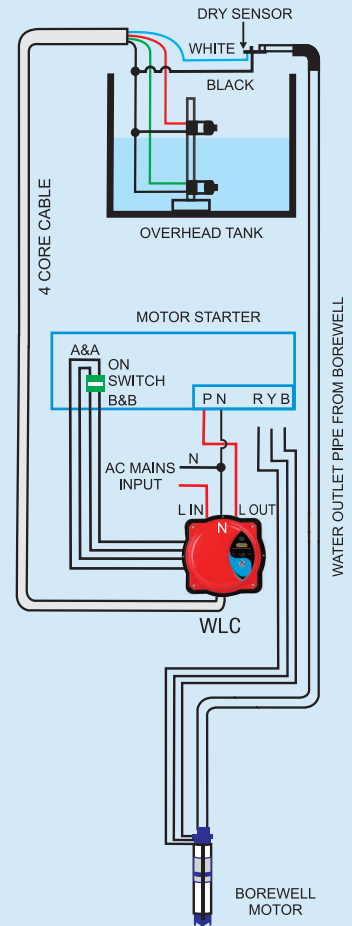 DRY SENSOR
WHITE
BLACK
OVERHEAD TANK
4 CORE CABLE
WATER OUTLET PIPE FROM BOREWELL
MOTOR STARTER
A&A
ON
SWITCH
B&B
P N
R Y B
N
AC MAINS
INPUT
L IN
L OUT
N
WLC
BOREWELL
MOTOR